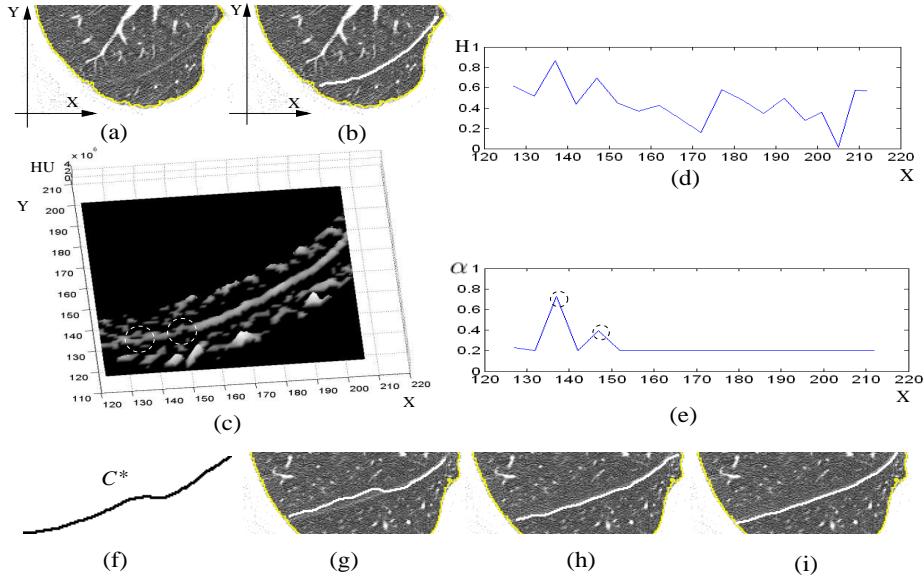 Y
X
(a)
Y
X
(b)
H 1
0.8
0.6
0.4
0.2
0
120 130 140 150 160 170 180 190 200 210 220
X
(d)
HU
Y
210
200
190
180
170
160
150
140
130
120
110 120 130 140 150 160 170 180 190 200 210 220
X
(c)
α 1
0.8
0.6
0.4
0.2
0
120 130 140 150 160 170 180 190 200 210 220
X
(e)
C*
(f)
(g)
(h)
(i)